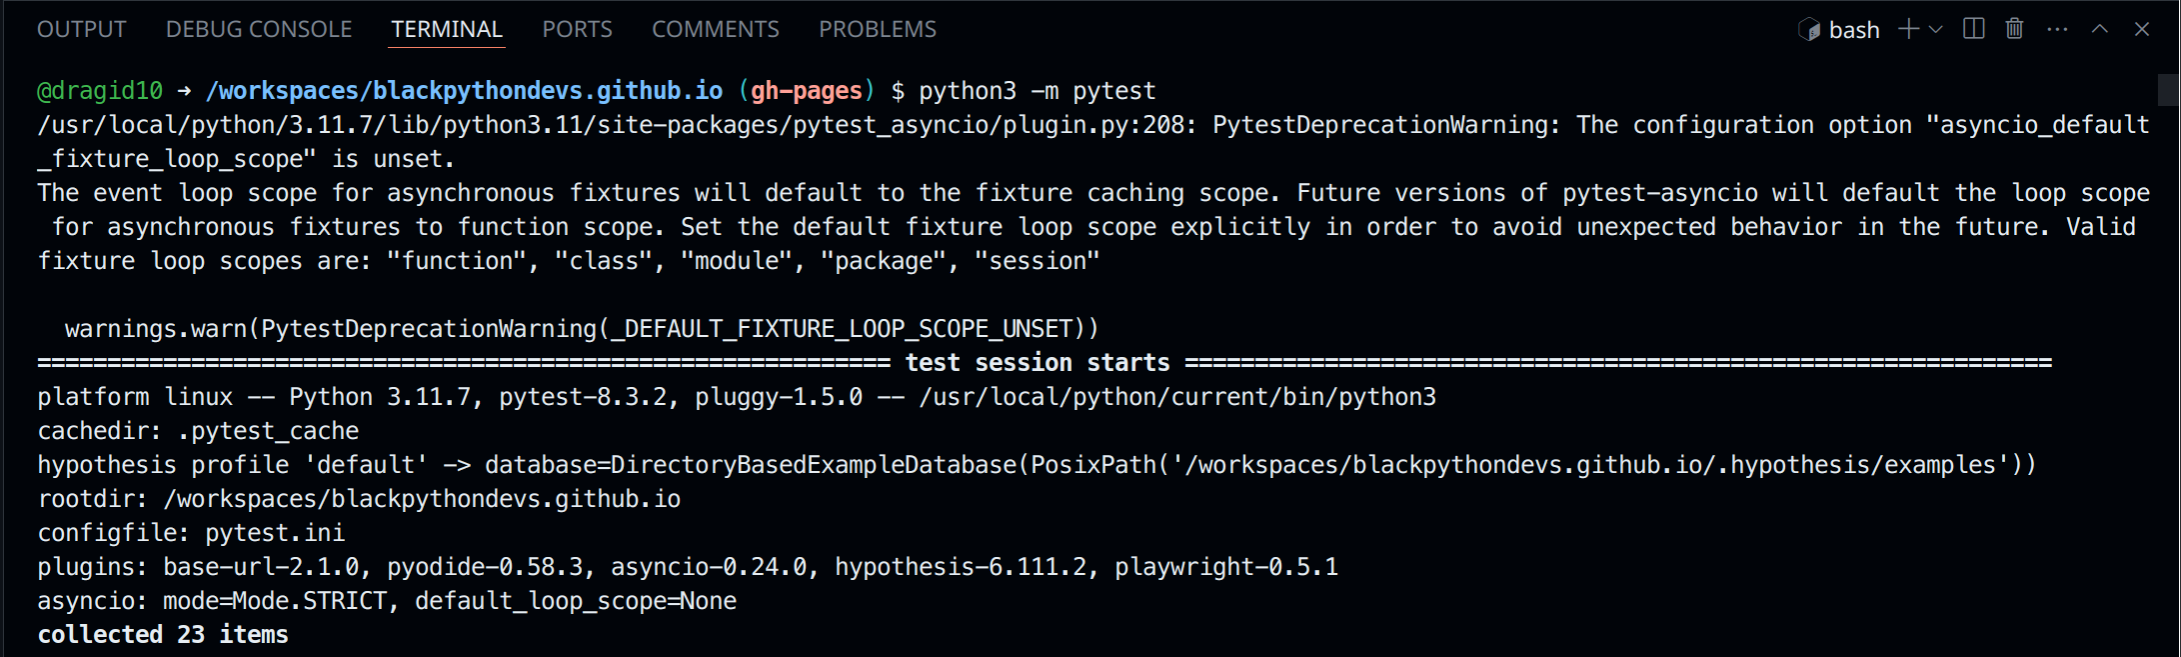 OUTPUT DEBUG CONSOLE TERMINAL PORTS COMMENTS PROBLEMS bash
@dragid10 ➜ /workspaces/blackpythondevs.github.io (gh-pages) $ python3 -m pytest
/usr/local/python/3.11.7/lib/python3.11/site-packages/pytest_asyncio/plugin.py:208: PytestDeprecationWarning: The configuration option "asyncio_default
_fixture_loop_scope" is unset.
The event loop scope for asynchronous fixtures will default to the fixture caching scope. Future versions of pytest-asyncio will default the loop scope
 for asynchronous fixtures to function scope. Set the default fixture loop scope explicitly in order to avoid unexpected behavior in the future. Valid
fixture loop scopes are: "function", "class", "module", "package", "session"

  warnings.warn(PytestDeprecationWarning(_DEFAULT_FIXTURE_LOOP_SCOPE_UNSET))
============================================================= test session starts ==============================================================
platform linux -- Python 3.11.7, pytest-8.3.2, pluggy-1.5.0 -- /usr/local/python/current/bin/python3
cachedir: .pytest_cache
hypothesis profile 'default' -> database=DirectoryBasedExampleDatabase(PosixPath('/workspaces/blackpythondevs.github.io/.hypothesis/examples'))
rootdir: /workspaces/blackpythondevs.github.io
configfile: pytest.ini
plugins: base-url-2.1.0, pyodide-0.58.3, asyncio-0.24.0, hypothesis-6.111.2, playwright-0.5.1
asyncio: mode=Mode.STRICT, default_loop_scope=None
collected 23 items